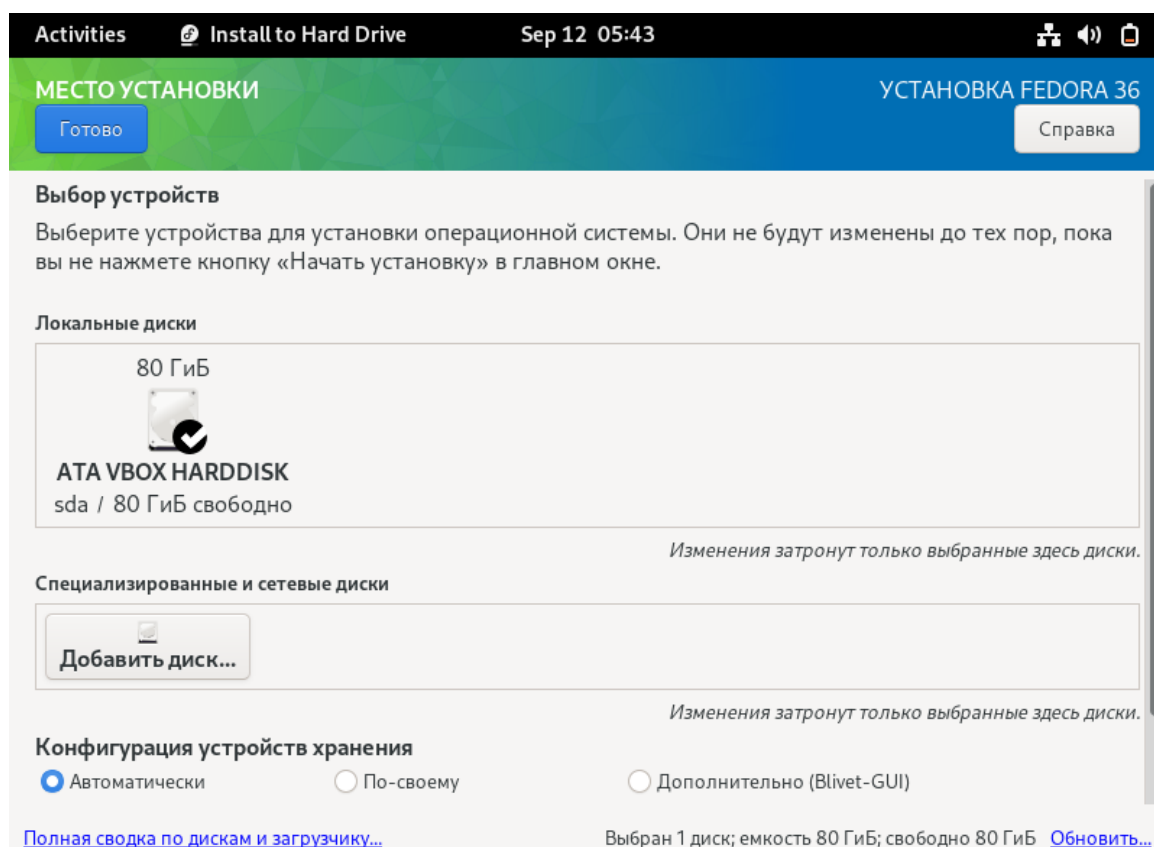 Activities Install to Hard Drive Sep 12 05:43
МЕСТО УСТАНОВКИ
УСТАНОВКА FEDORA 36
Готово
Справка
Выбор устройств
Выберите устройства для установки операционной системы. Они не будут изменены до тех пор, пока
вы не нажмете кнопку «Начать установку» в главном окне.
Локальные диски
80 ГиБ
ATA VBOX HARDDISK
sda / 80 ГиБ свободно
Изменения затронут только выбранные здесь диски.
Специализированные и сетевые диски
Добавить диск...
Изменения затронут только выбранные здесь диски.
Конфигурация устройств хранения
Автоматически По-своему Дополнительно (Blivet-GUI)
Полная сводка по дискам и загрузчику... Выбран 1 диск; емкость 80 ГиБ; свободно 80 ГиБ Обновить...